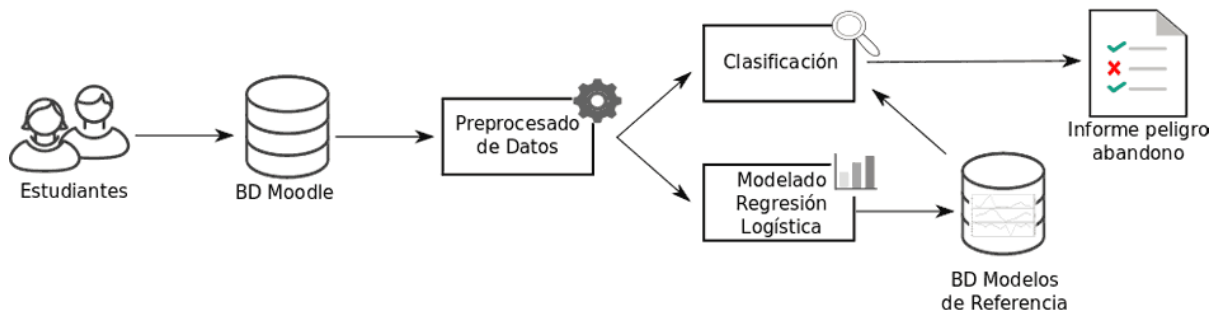 Estudiantes
BD Moodle
Preprocesado
de Datos
Clasificación
Modelado
Regresión
Logística
BD Modelos
de Referencia
Informe peligro
abandono